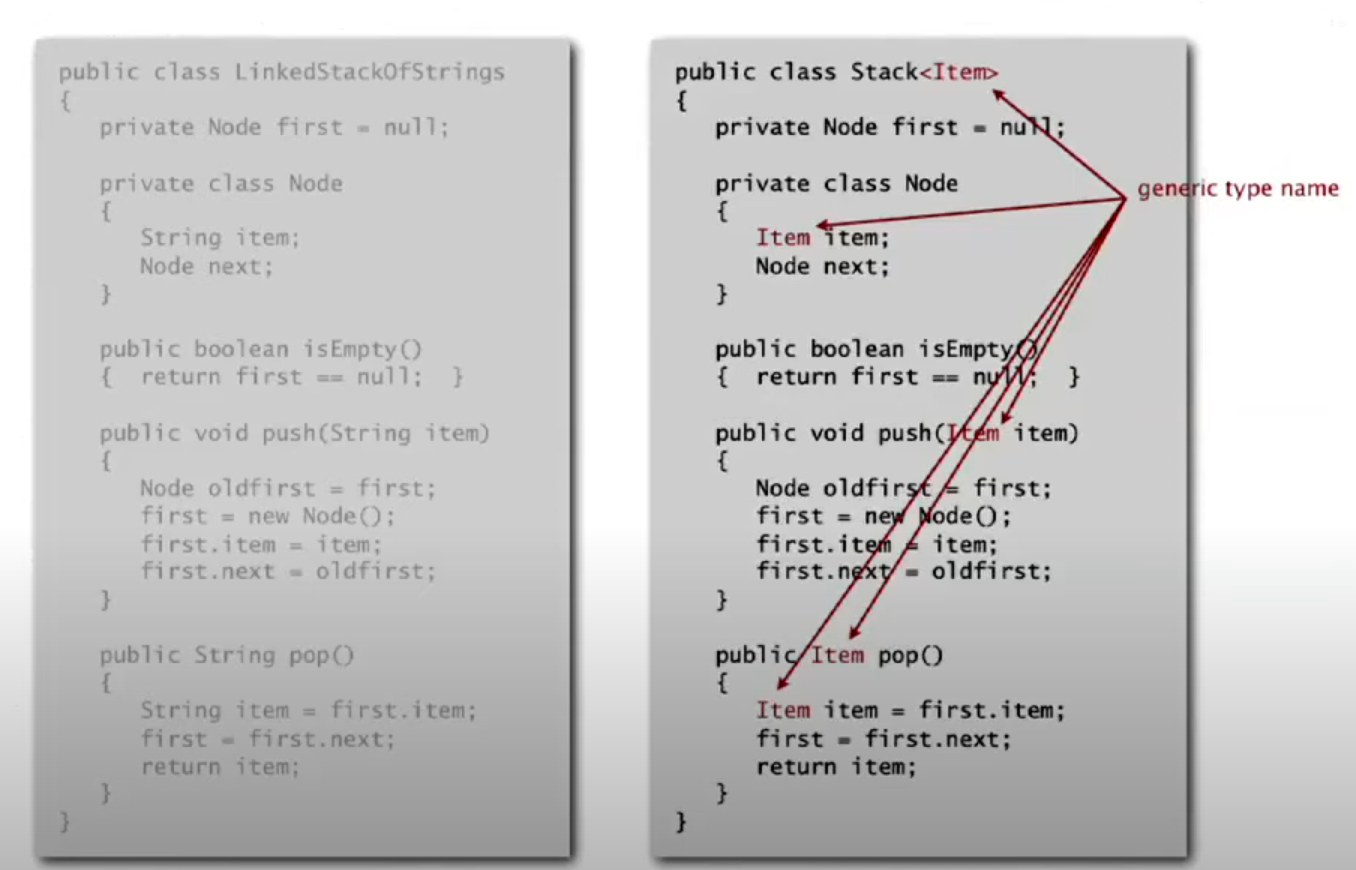 public class LinkedStackOfStrings
{
private Node first = null;
private class Node
{
String item;
Node next;
}
public boolean isEmpty()
{ return first == null; }
public void push(String item)
{
Node oldfirst = first;
first = new Node();
first.item = item;
first.next = oldfirst;
}
public String pop()
{
String item = first.item;
first = first.next;
return item;
}
}
public class Stack<Item>
{
private Node first = null;
private class Node
{
Item item;
Node next;
}
public boolean isEmpty()
{ return first == null; }
public void push(Item item)
{
Node oldfirst = first;
first = new Node();
first.item = item;
first.next = oldfirst;
}
public Item pop()
{
Item item = first.item;
first = first.next;
return item;
}
}
generic type name